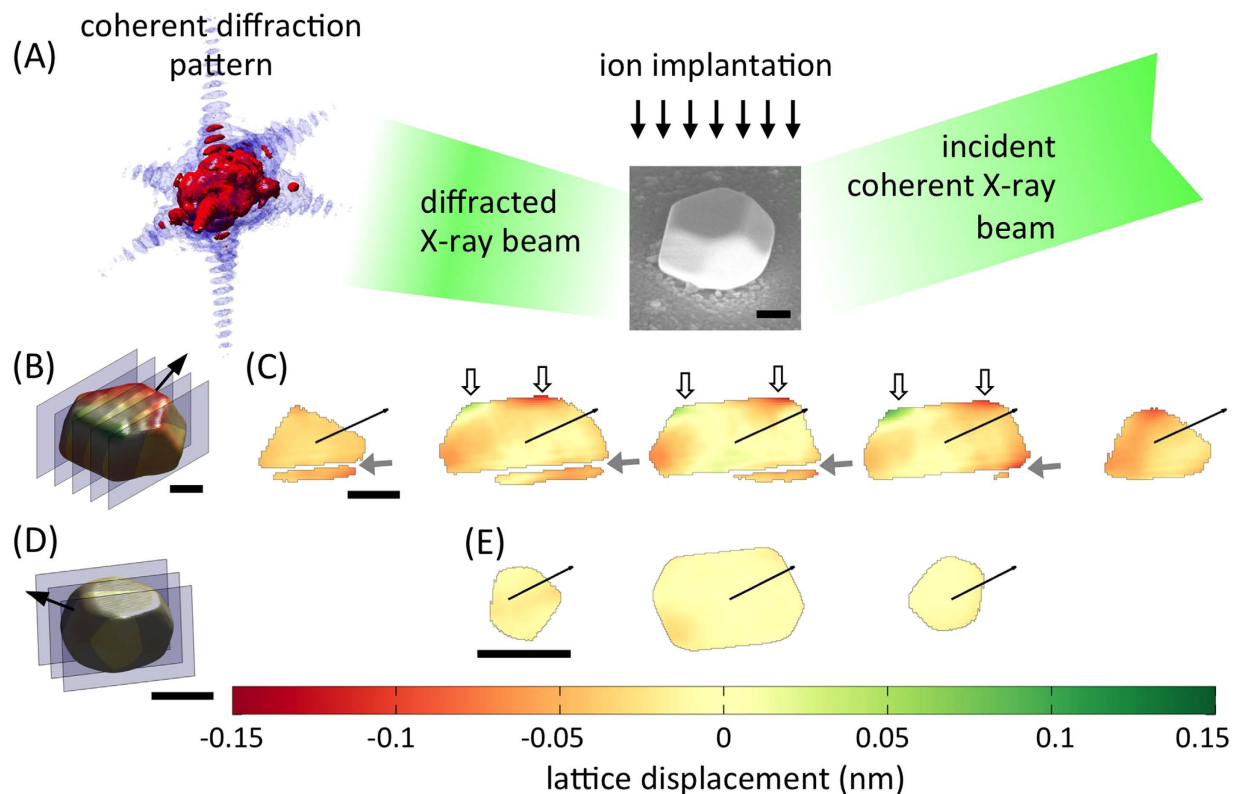 (A)
coherent diffraction
pattern
ion implantation
diffracted
X-ray beam
incident
coherent X-ray
beam
(B)
(C)
(D)
(E)
-0.15 -0.1 -0.05 0 0.05 0.1 0.15
lattice displacement (nm)